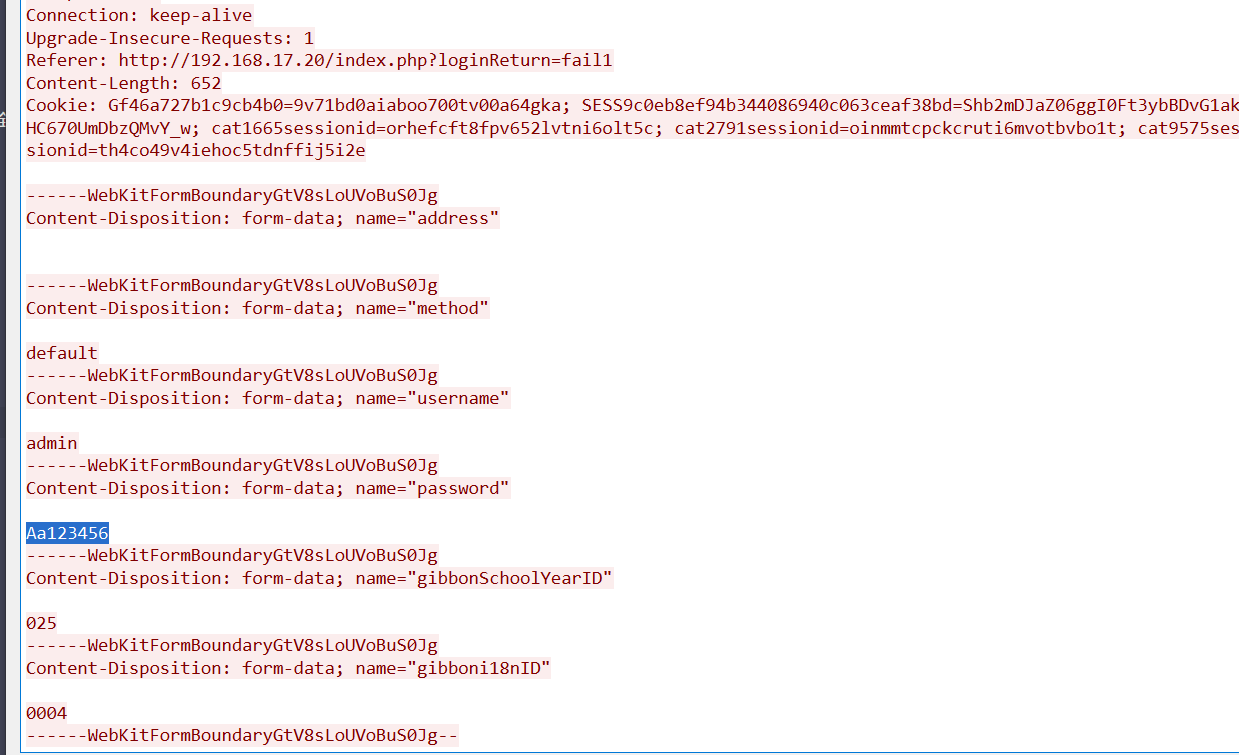 Connection: keep-alive
Upgrade-Insecure-Requests: 1
Referer: http://192.168.17.20/index.php?loginReturn=fail1
Content-Length: 652
Cookie: Gf46a727b1c9cb4b0=9v71bd0aiaboo700tv00a64gka; SESS9c0eb8ef94b344086940c063ceaf38bd=Shb2mDJaZ06ggI0Ft3ybBDvG1ak
HC670UmDbzQMvY_w; cat1665sessionid=orhefcft8fpv652lvtni6olt5c; cat2791sessionid=oinmmtcpckcruti6mvotbvbo1t; cat9575ses
sionid=th4co49v4iehoc5tdnffij5i2e
------WebKitFormBoundaryGtV8sLoUVoBuS0Jg
Content-Disposition: form-data; name="address"
------WebKitFormBoundaryGtV8sLoUVoBuS0Jg
Content-Disposition: form-data; name="method"
default
------WebKitFormBoundaryGtV8sLoUVoBuS0Jg
Content-Disposition: form-data; name="username"
admin
------WebKitFormBoundaryGtV8sLoUVoBuS0Jg
Content-Disposition: form-data; name="password"
Aa123456
------WebKitFormBoundaryGtV8sLoUVoBuS0Jg
Content-Disposition: form-data; name="gibbonSchoolYearID"
025
------WebKitFormBoundaryGtV8sLoUVoBuS0Jg
Content-Disposition: form-data; name="gibboni18nID"
0004
------WebKitFormBoundaryGtV8sLoUVoBuS0Jg--